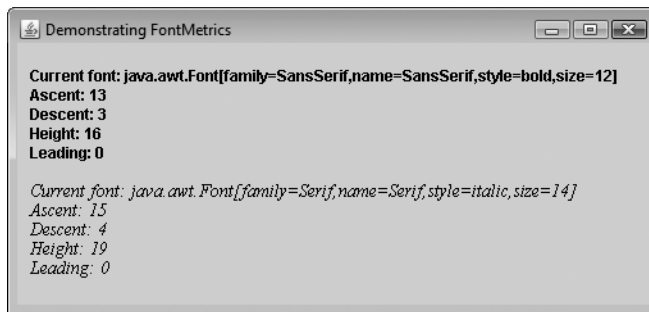 Demonstrating FontMetrics
Current font: java.awt.Font[family=SansSerif,name=SansSerif,style=bold,size=12]
Ascent: 13
Descent: 3
Height: 16
Leading: 0
Current font: java.awt.Font[family=Serif,name=Serif,style=italic,size=14]
Ascent: 15
Descent: 4
Height: 19
Leading: 0